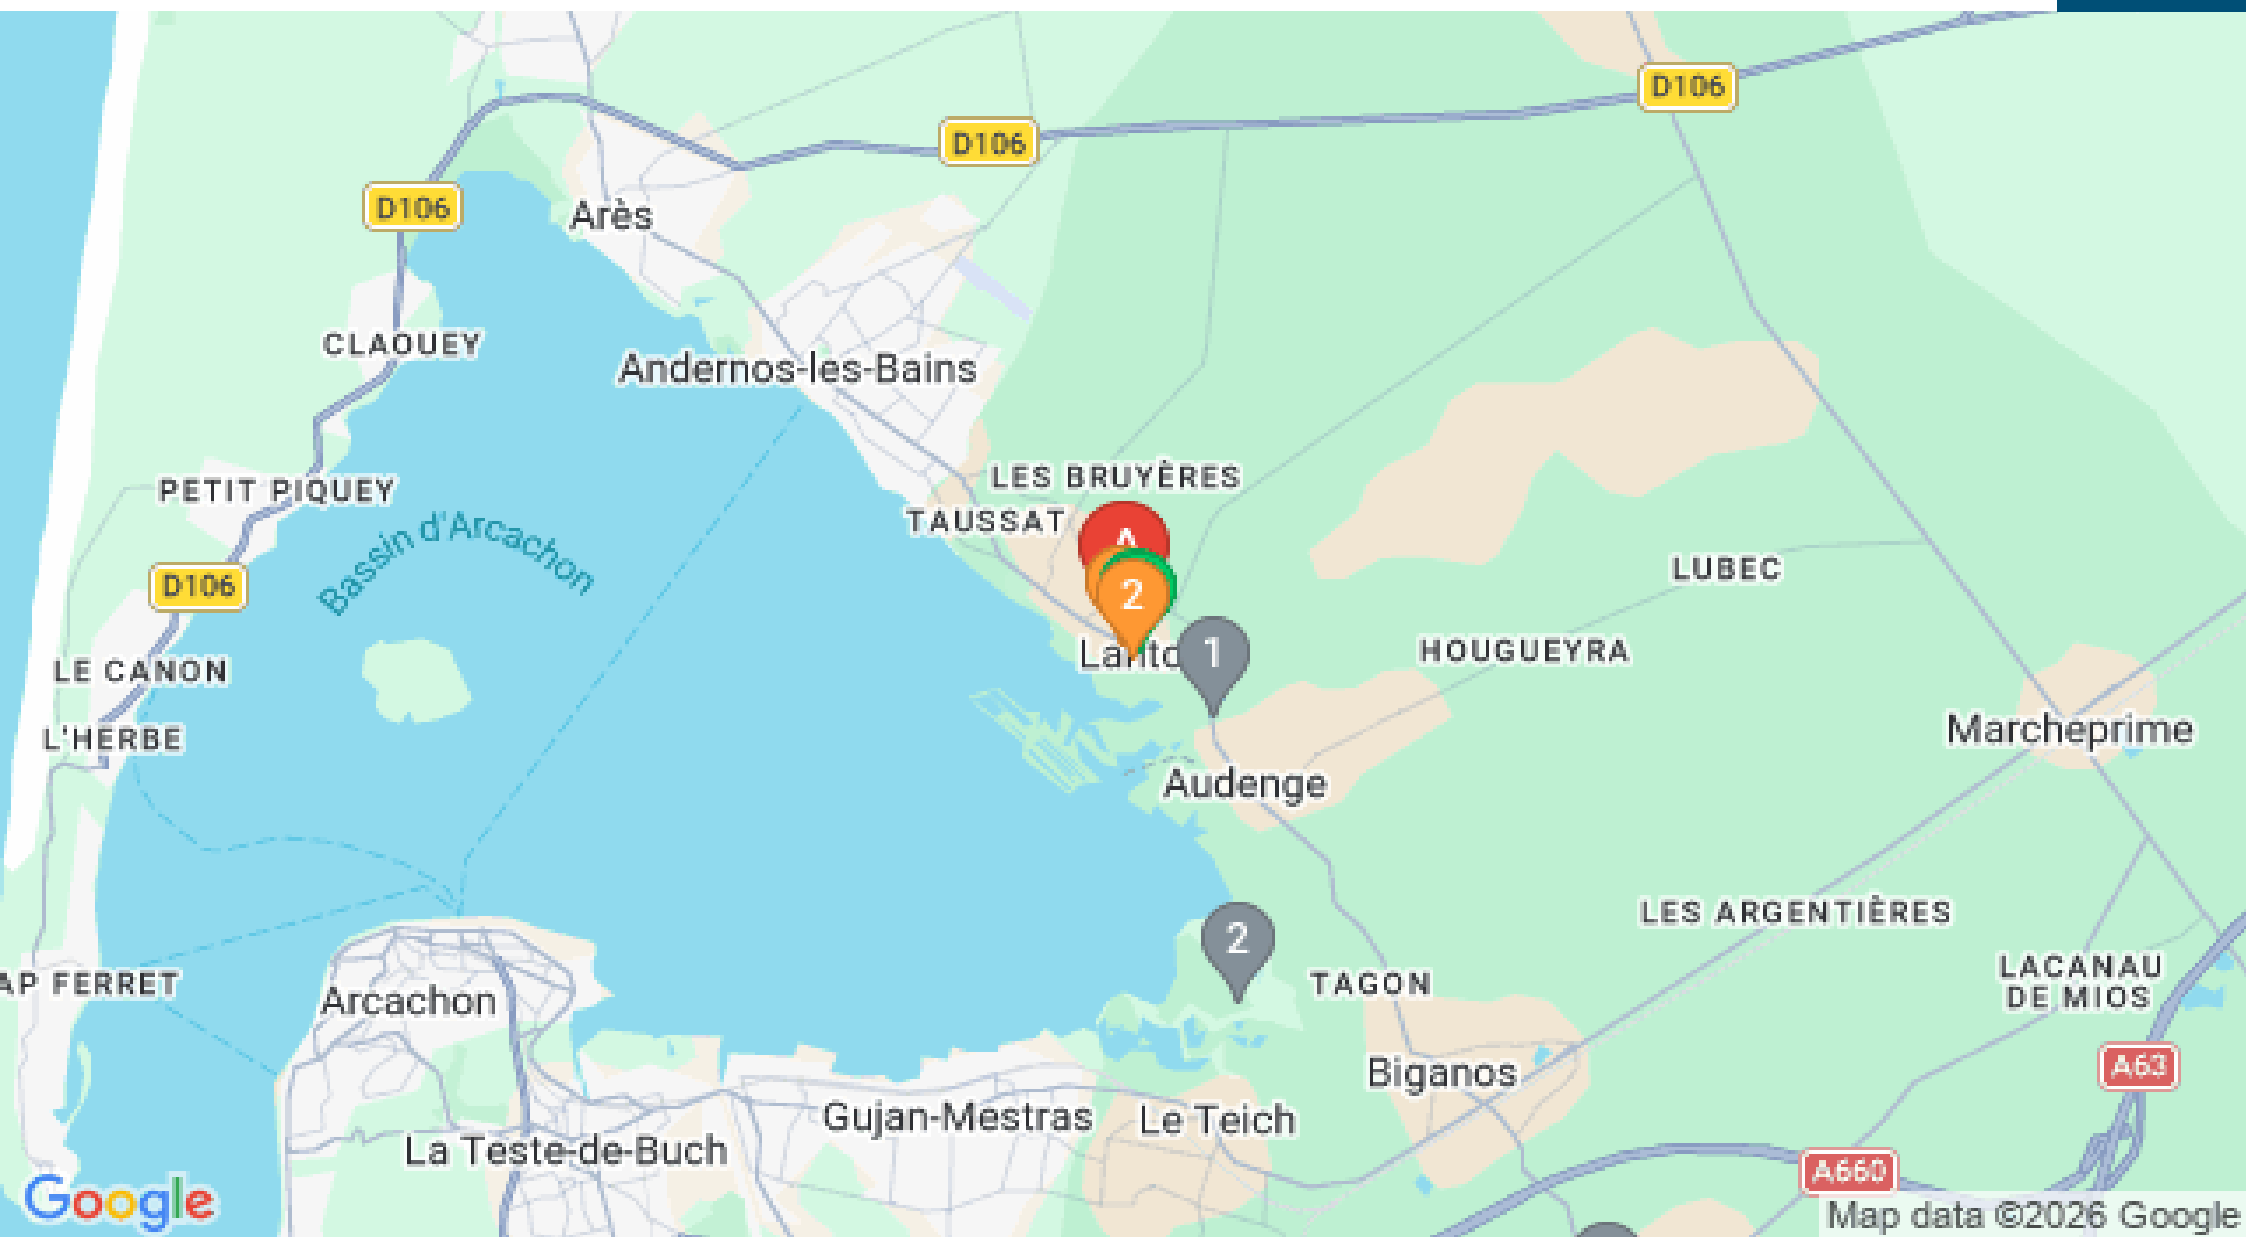 D106
D106
D106
Arès
CLAOUEY
Andernos-les-Bains
LES BRUYÈRES
PETIT PIQUEY
TAUSSAT
Bassin d'Arcachon
LUBEC
D106
2
1
HOUGUEYRA
LE CANON
L'HERBE
Marcheprime
Audenge
LES ARGENTIÈRES
2
AP FERRET
TAGON
LACANAU
DE MIOS
Arcachon
A63
Biganos
Gujan-Mestras
Le Teich
La Teste-de-Buch
A660
Google
Map data ©2026 Google